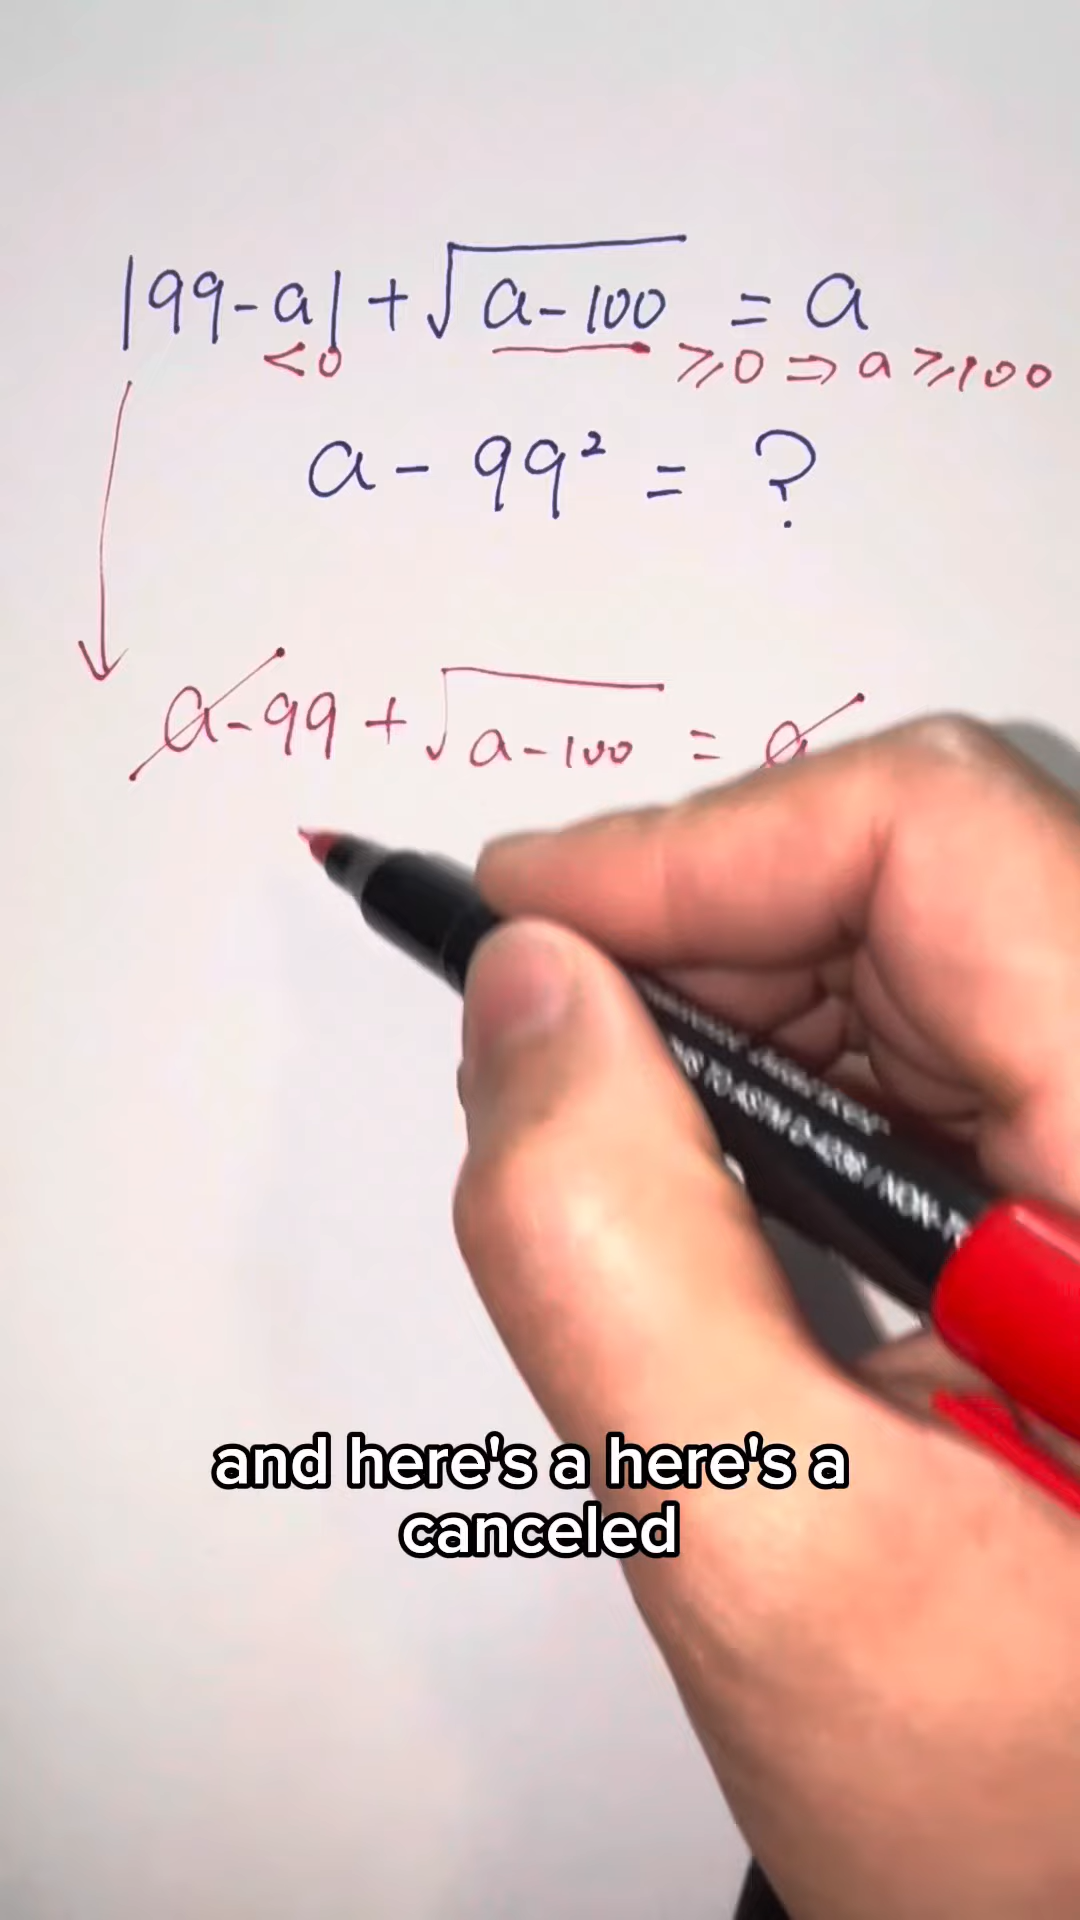 |99-a| + √a-100 = a
<0 ⩾0 ⇒ a⩾100
a - 99² = ?
a-99 + √a-100 = a
and here's a here's a
canceled